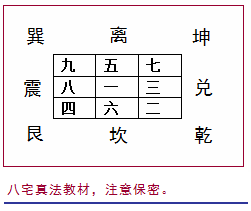 巽 離 坤
九 五 七
震 八 一 三 兑
四 六 二
艮 坎 乾
八宅真法教材，注意保密。